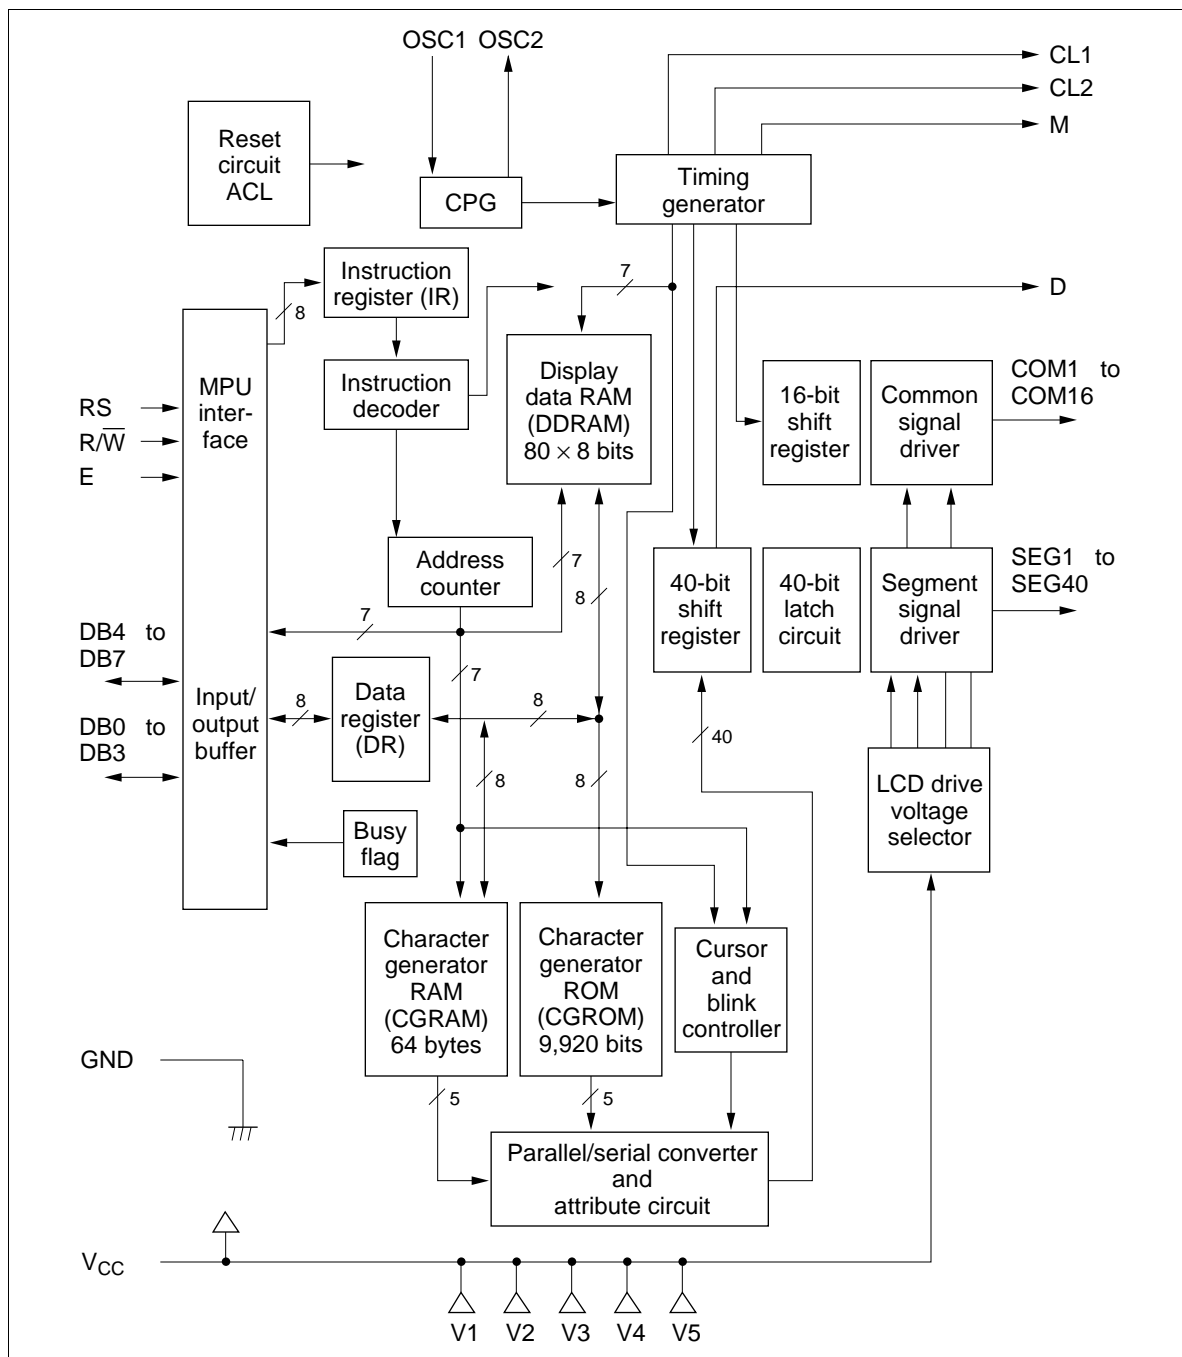 OSC1 OSC2
CL1
CL2
M
Reset
circuit
ACL
CPG
Timing
generator
7
D
Instruction
register (IR)
8
MPU
inter-
face
Instruction
decoder
Display
data RAM
(DDRAM)
80 × 8 bits
16-bit
shift
register
Common
signal
driver
COM1 to
COM16
RS
R/W̅
E
Address
counter
7
8
40-bit
shift
register
40-bit
latch
circuit
Segment
signal
driver
SEG1 to
SEG40
DB4 to
DB7
7
7
Input/
output
buffer
8
Data
register
(DR)
8
DB0 to
DB3
8
8
40
LCD drive
voltage
selector
Busy
flag
Character
generator
RAM
(CGRAM)
64 bytes
Character
generator
ROM
(CGROM)
9,920 bits
Cursor
and
blink
controller
GND
5
5
Parallel/serial converter
and
attribute circuit
VCC
V1 V2 V3 V4 V5